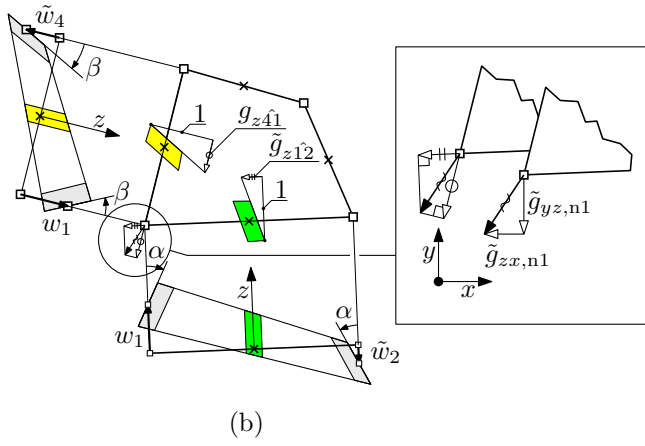 w̃₄
β
z
1
g_{z4̂1}
g̃_{z1̂2}
1
β
w₁
α
z
w₁
α
w̃₂
g̃_{yz,n1}
g̃_{zx,n1}
y
x
(b)